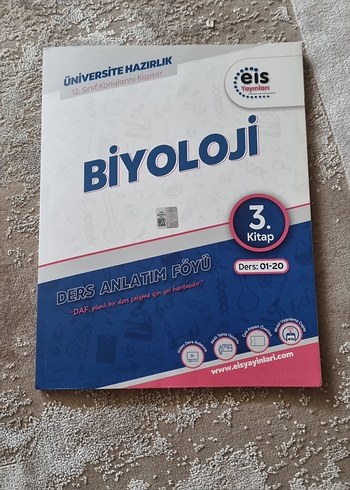 ÜNİVERSİTE HAZIRLIK
12. Sınıf Konularını Kapsar.
eis
Yayınları
BİYOLOJİ
3.
Kitap
Ders: 01-20
DERS ANLATIM FÖYÜ
"DAF, planlı bir ders çalışma için yol haritasıdır."
www.eisyayinlari.com